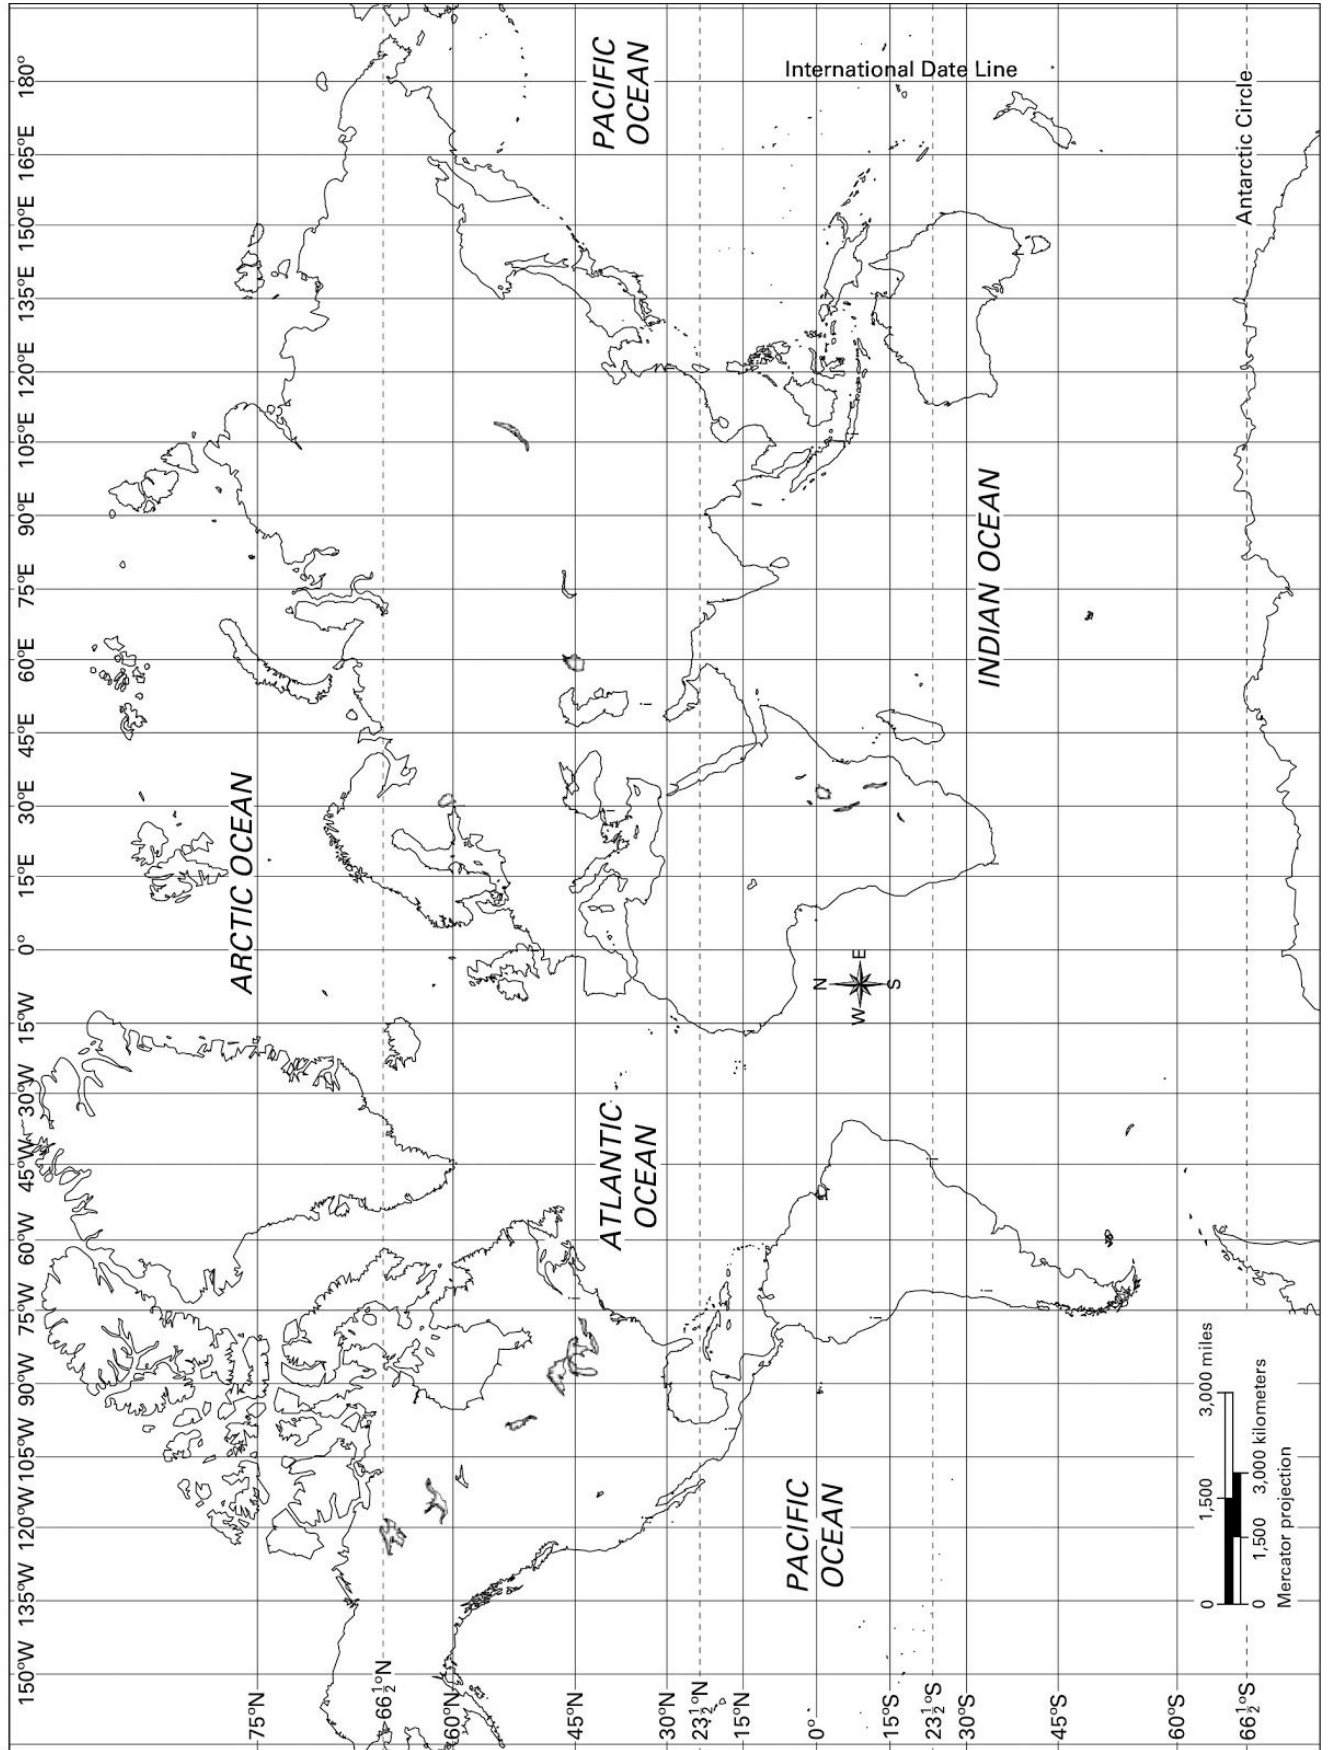 150°W
135°W
120°W
105°W
90°W
75°W
60°W
45°W
30°W
15°W
0°
15°E
30°E
45°E
60°E
75°E
90°E
105°E
120°E
135°E
150°E
165°E
180°
ARCTIC OCEAN
75°N
66½°N
60°N
45°N
30°N
23½°N
15°N
0°
15°S
23½°S
30°S
45°S
60°S
66½°S
ATLANTIC
OCEAN
PACIFIC
OCEAN
PACIFIC
OCEAN
International Date Line
N
W
E
S
INDIAN OCEAN
Antarctic Circle
0
1,500
3,000 miles
0
1,500
3,000 kilometers
Mercator projection